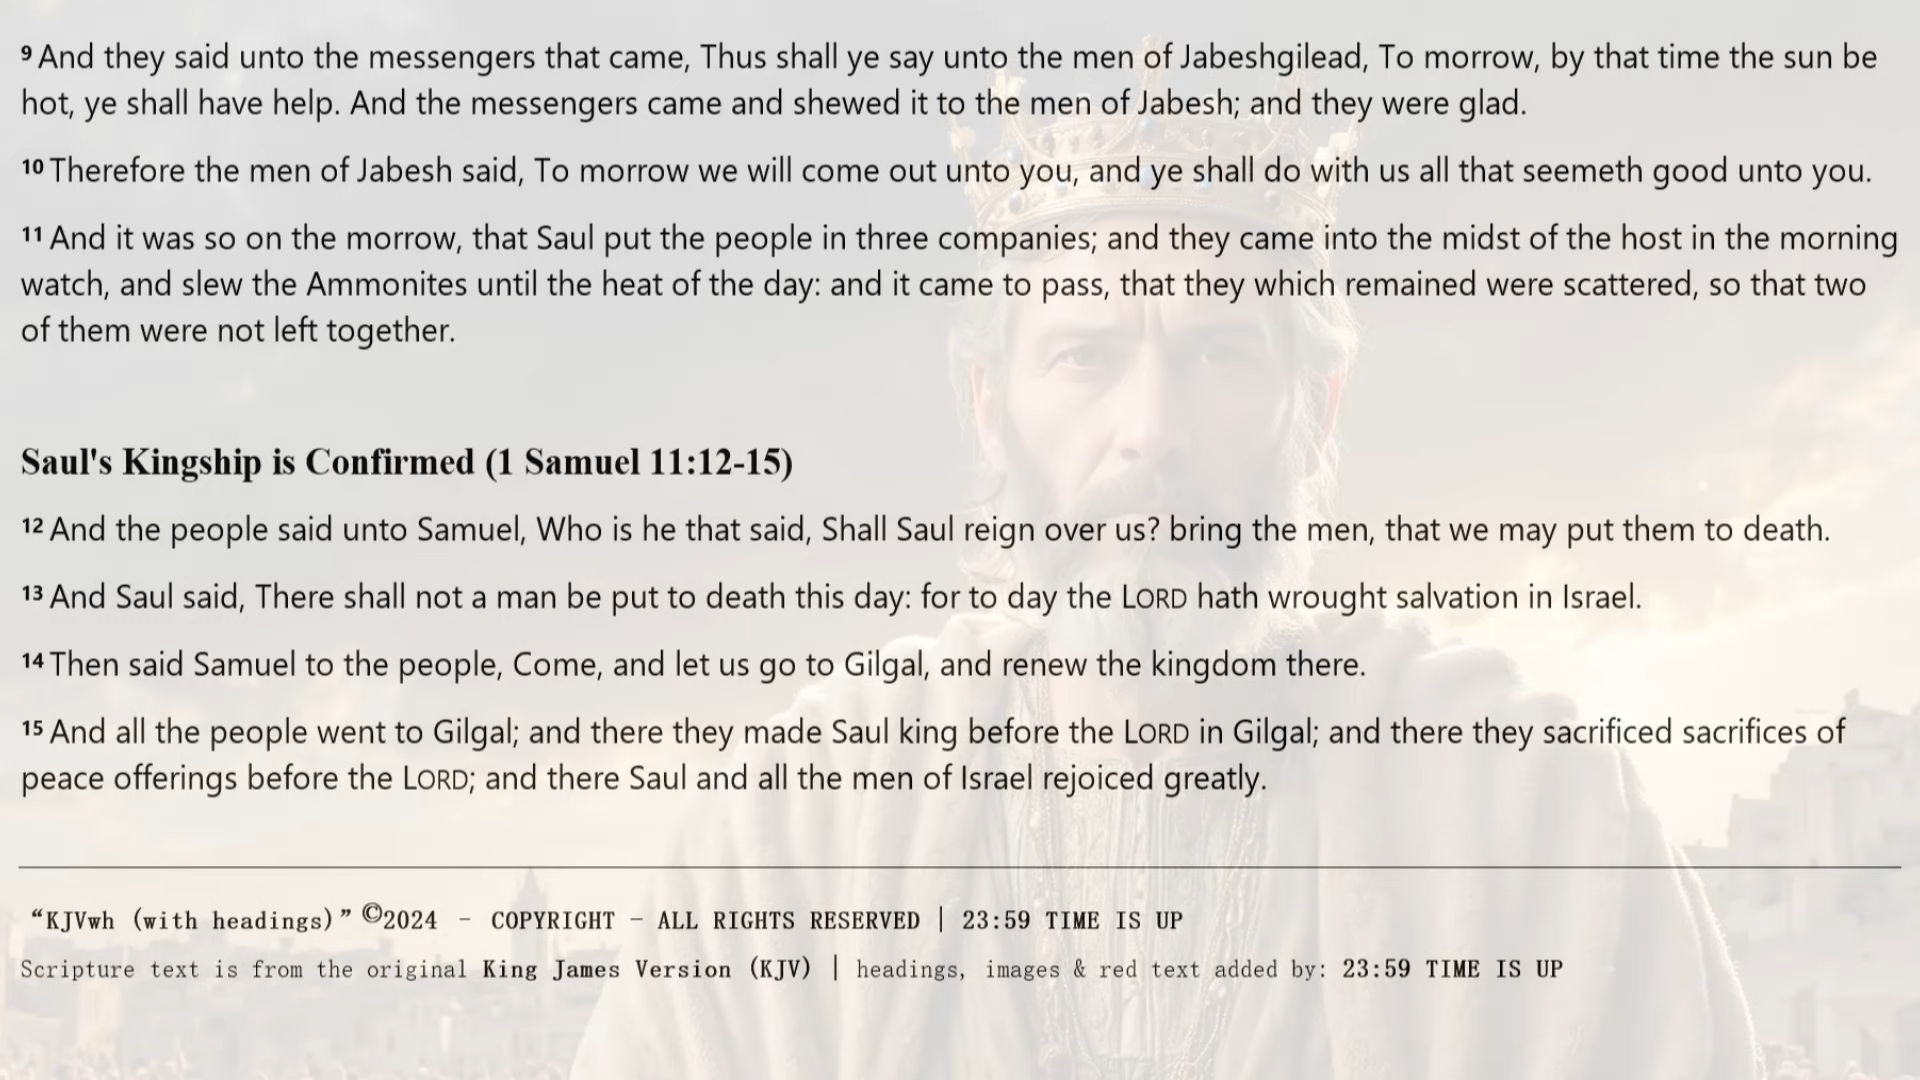 9 And they said unto the messengers that came, Thus shall ye say unto the men of Jabeshgilead, To morrow, by that time the sun be
hot, ye shall have help. And the messengers came and shewed it to the men of Jabesh; and they were glad.
10 Therefore the men of Jabesh said, To morrow we will come out unto you, and ye shall do with us all that seemeth good unto you.
11 And it was so on the morrow, that Saul put the people in three companies; and they came into the midst of the host in the morning
watch, and slew the Ammonites until the heat of the day: and it came to pass, that they which remained were scattered, so that two
of them were not left together.
Saul's Kingship is Confirmed (1 Samuel 11:12-15)
12 And the people said unto Samuel, Who is he that said, Shall Saul reign over us? bring the men, that we may put them to death.
13 And Saul said, There shall not a man be put to death this day: for to day the LORD hath wrought salvation in Israel.
14 Then said Samuel to the people, Come, and let us go to Gilgal, and renew the kingdom there.
15 And all the people went to Gilgal; and there they made Saul king before the LORD in Gilgal; and there they sacrificed sacrifices of
peace offerings before the LORD; and there Saul and all the men of Israel rejoiced greatly.
“KJVwh (with headings)” ©2024 - COPYRIGHT - ALL RIGHTS RESERVED | 23:59 TIME IS UP
Scripture text is from the original King James Version (KJV) | headings, images & red text added by: 23:59 TIME IS UP